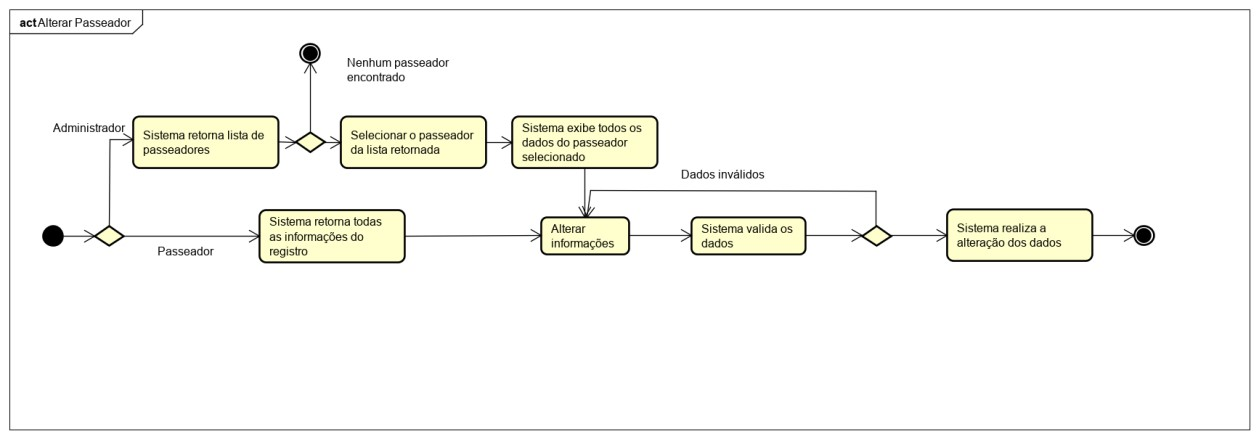 act Alterar Passeador
Nenhum passeador
encontrado
Administrador
Sistema retorna lista de
passeadores
Selecionar o passeador
da lista retornada
Sistema exibe todos os
dados do passeador
selecionado
Dados inválidos
Sistema retorna todas
as informações do
registro
Passeador
Alterar
informações
Sistema valida os
dados
Sistema realiza a
alteração dos dados